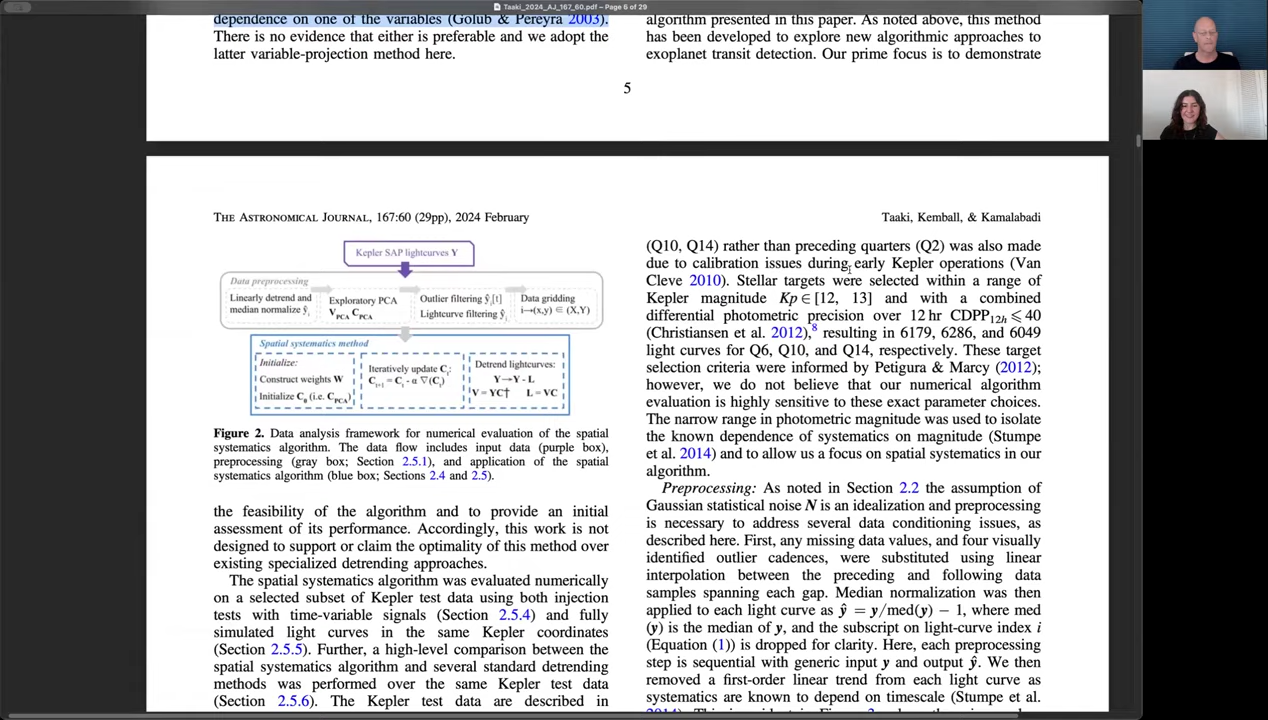 Taaki_2024_AJ_167_60.pdf – Page 6 of 29
dependence on one of the variables (Golub & Pereyra 2003).
There is no evidence that either is preferable and we adopt the
latter variable-projection method here.
algorithm presented in this paper. As noted above, this method
has been developed to explore new algorithmic approaches to
exoplanet transit detection. Our prime focus is to demonstrate
5
THE ASTRONOMICAL JOURNAL, 167:60 (29pp), 2024 February
Taaki, Kemball, & Kamalabadi
Kepler SAP lightcurves Y
Data preprocessing
Linearly detrend and
median normalize ŷᵢ
Exploratory PCA
V_PCA C_PCA
Outlier filtering ŷᵢ[t]
Lightcurve filtering ŷᵢ
Data gridding
i→(x,y) ∈ (X,Y)
Spatial systematics method
Initialize:
Construct weights W
Initialize C₀ (i.e. C_PCA)
Iteratively update Cᵢ:
Cᵢ₊₁ = Cᵢ - α ∇(Cᵢ)
Detrend lightcurves:
Y→Y - L
V = YC† L = VC
Figure 2. Data analysis framework for numerical evaluation of the spatial
systematics algorithm. The data flow includes input data (purple box),
preprocessing (gray box; Section 2.5.1), and application of the spatial
systematics algorithm (blue box; Sections 2.4 and 2.5).
the feasibility of the algorithm and to provide an initial
assessment of its performance. Accordingly, this work is not
designed to support or claim the optimality of this method over
existing specialized detrending approaches.
The spatial systematics algorithm was evaluated numerically
on a selected subset of Kepler test data using both injection
tests with time-variable signals (Section 2.5.4) and fully
simulated light curves in the same Kepler coordinates
(Section 2.5.5). Further, a high-level comparison between the
spatial systematics algorithm and several standard detrending
methods was performed over the same Kepler test data
(Section 2.5.6). The Kepler test data are described in
(Q10, Q14) rather than preceding quarters (Q2) was also made
due to calibration issues during early Kepler operations (Van
Cleve 2010). Stellar targets were selected within a range of
Kepler magnitude Kp ∈ [12, 13] and with a combined
differential photometric precision over 12 hr CDPP₁₂ₕ ⩽ 40
(Christiansen et al. 2012),⁸ resulting in 6179, 6286, and 6049
light curves for Q6, Q10, and Q14, respectively. These target
selection criteria were informed by Petigura & Marcy (2012);
however, we do not believe that our numerical algorithm
evaluation is highly sensitive to these exact parameter choices.
The narrow range in photometric magnitude was used to isolate
the known dependence of systematics on magnitude (Stumpe
et al. 2014) and to allow us a focus on spatial systematics in our
algorithm.
Preprocessing: As noted in Section 2.2 the assumption of
Gaussian statistical noise N is an idealization and preprocessing
is necessary to address several data conditioning issues, as
described here. First, any missing data values, and four visually
identified outlier cadences, were substituted using linear
interpolation between the preceding and following data
samples spanning each gap. Median normalization was then
applied to each light curve as ŷ = y/med(y) − 1, where med
(y) is the median of y, and the subscript on light-curve index i
(Equation (1)) is dropped for clarity. Here, each preprocessing
step is sequential with generic input y and output ŷ. We then
removed a first-order linear trend from each light curve as
systematics are known to depend on timescale (Stumpe et al.